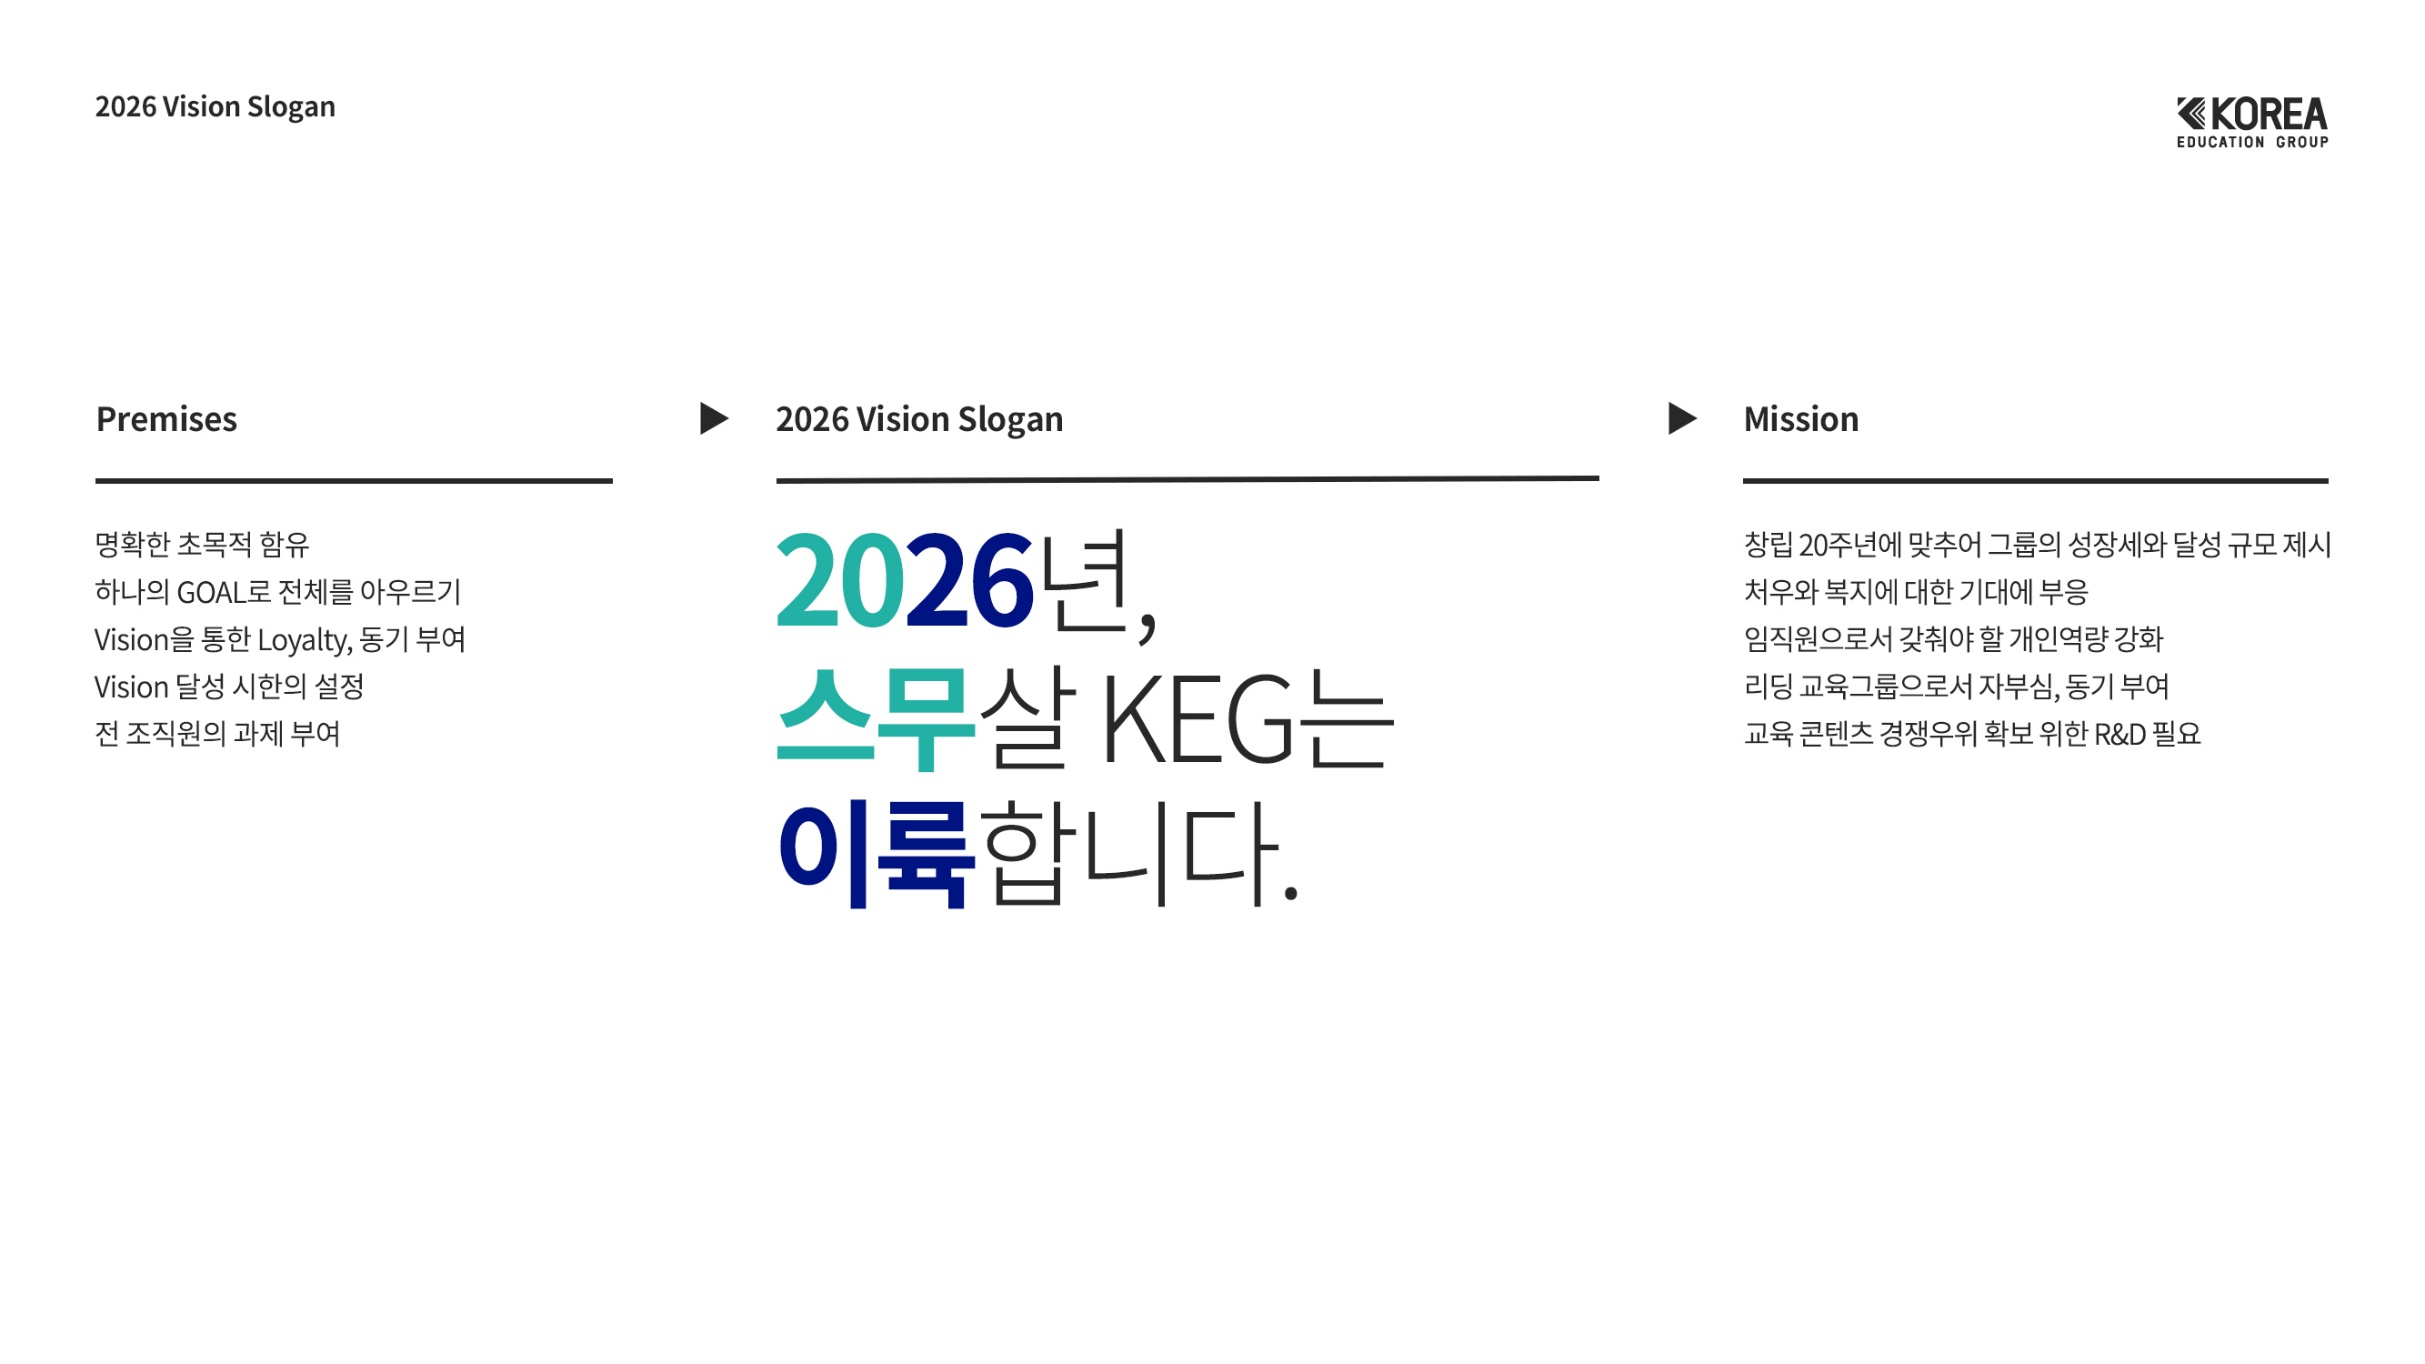 2026 Vision Slogan
KOREA
EDUCATION GROUP
Premises
명확한 초목적 함유
하나의 GOAL로 전체를 아우르기
Vision을 통한 Loyalty, 동기 부여
Vision 달성 시한의 설정
전 조직원의 과제 부여
2026 Vision Slogan
2026년,
스무살 KEG는
이륙합니다.
Mission
창립 20주년에 맞추어 그룹의 성장세와 달성 규모 제시
처우와 복지에 대한 기대에 부응
임직원으로서 갖춰야 할 개인역량 강화
리딩 교육그룹으로서 자부심, 동기 부여
교육 콘텐츠 경쟁우위 확보 위한 R&D 필요